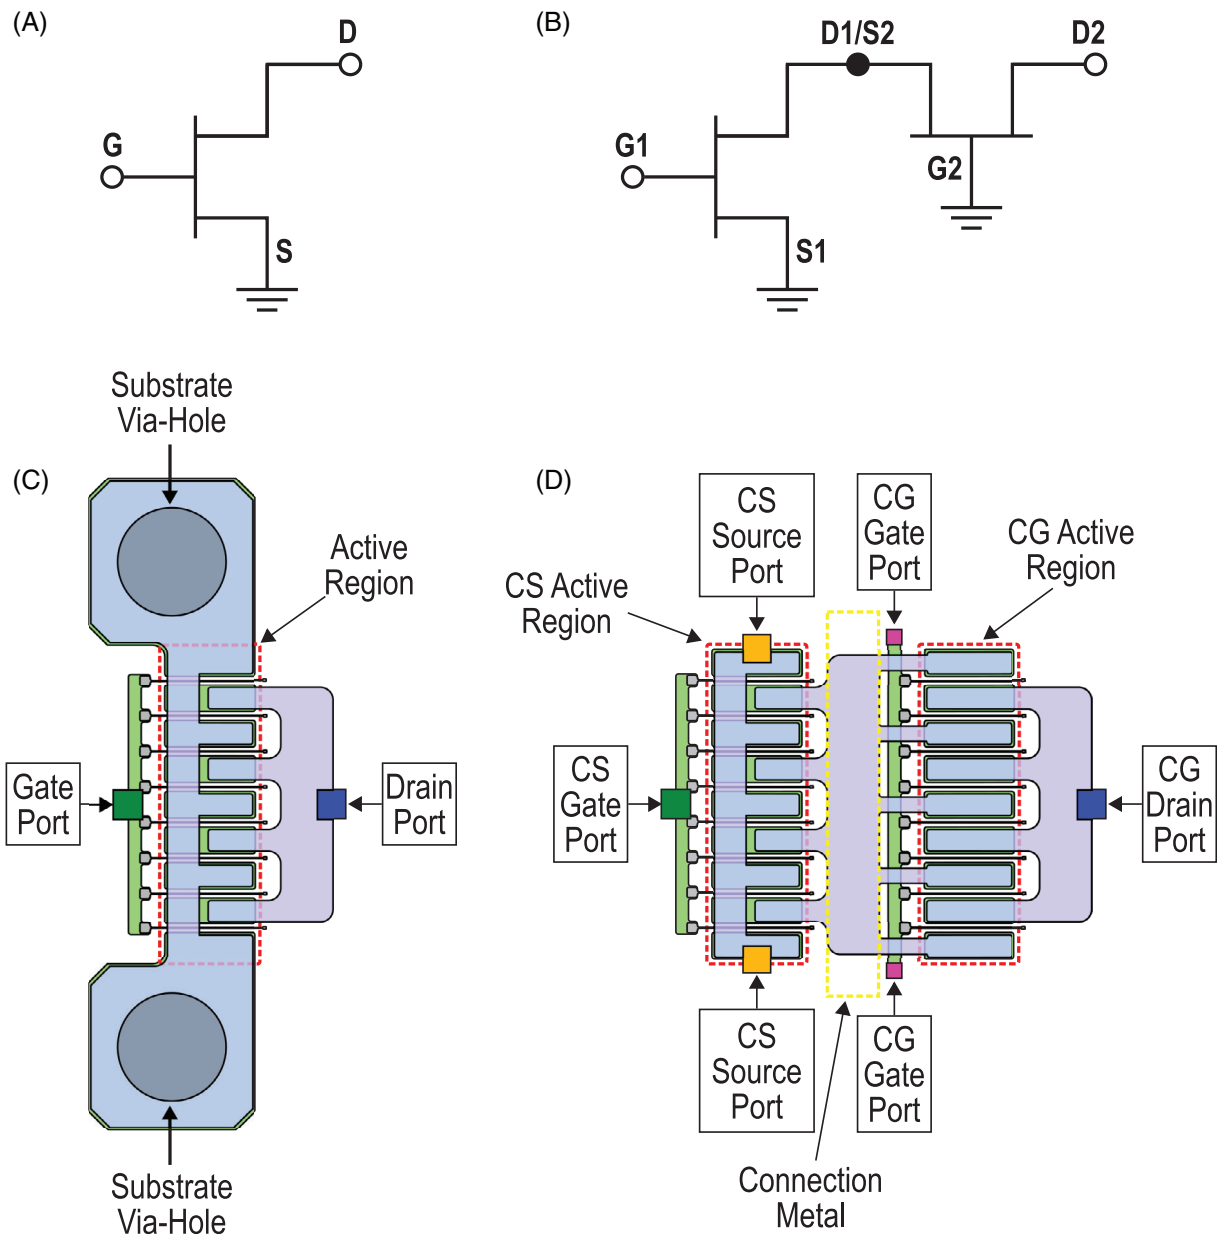 (A)
D
G
S
(B)
D1/S2
D2
G1
G2
S1
(C)
Substrate
Via-Hole
Active
Region
Gate
Port
Drain
Port
Substrate
Via-Hole
(D)
CS
Source
Port
CG
Gate
Port
CG Active
Region
CS Active
Region
CS
Gate
Port
CG
Drain
Port
CS
Source
Port
CG
Gate
Port
Connection
Metal